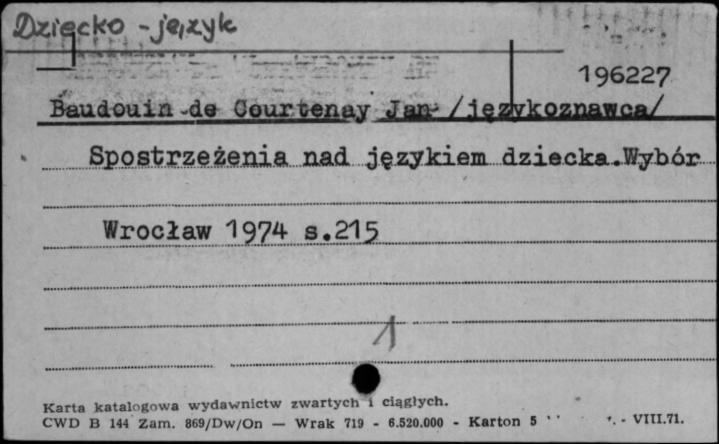 Dziecko - język
196227
Baudouin de Courtenay Jan /językoznawca/
Spostrzeżenia nad językiem dziecka.Wybór
Wrocław 1974 s.215
1
Karta katalogowa wydawnictw zwartych i ciągłych.
CWD B 144 Zam. 869/Dw/On — Wrak 719 - 6.520.000 - Karton 5 - VIII.71.